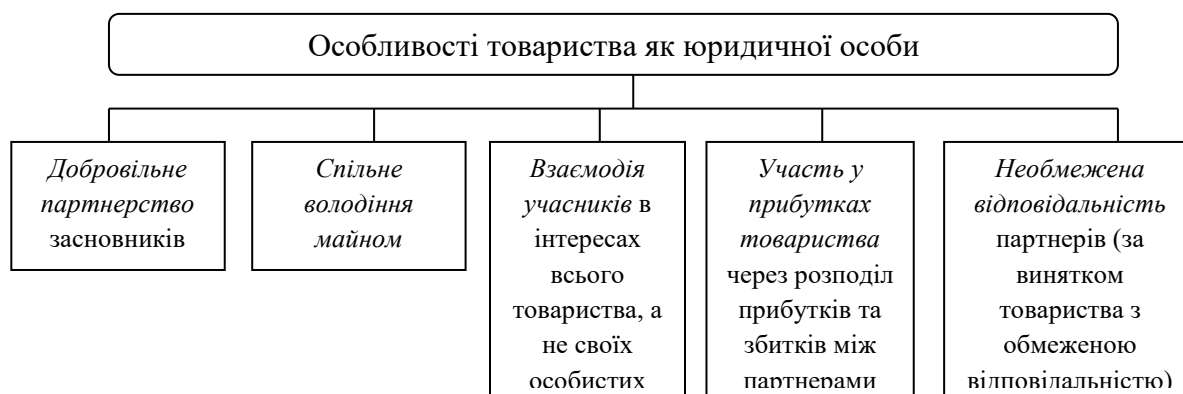 Особливості товариства як юридичної особи
Добровільне
партнерство
засновників
Спільне
володіння
майном
Взаємодія
учасників в
інтересах
всього
товариства, а
не своїх
особистих
Участь у
прибутках
товариства
через розподіл
прибутків та
збитків між
партнерами
Необмежена
відповідальність
партнерів (за
винятком
товариства з
обмеженою
відповідальністю)